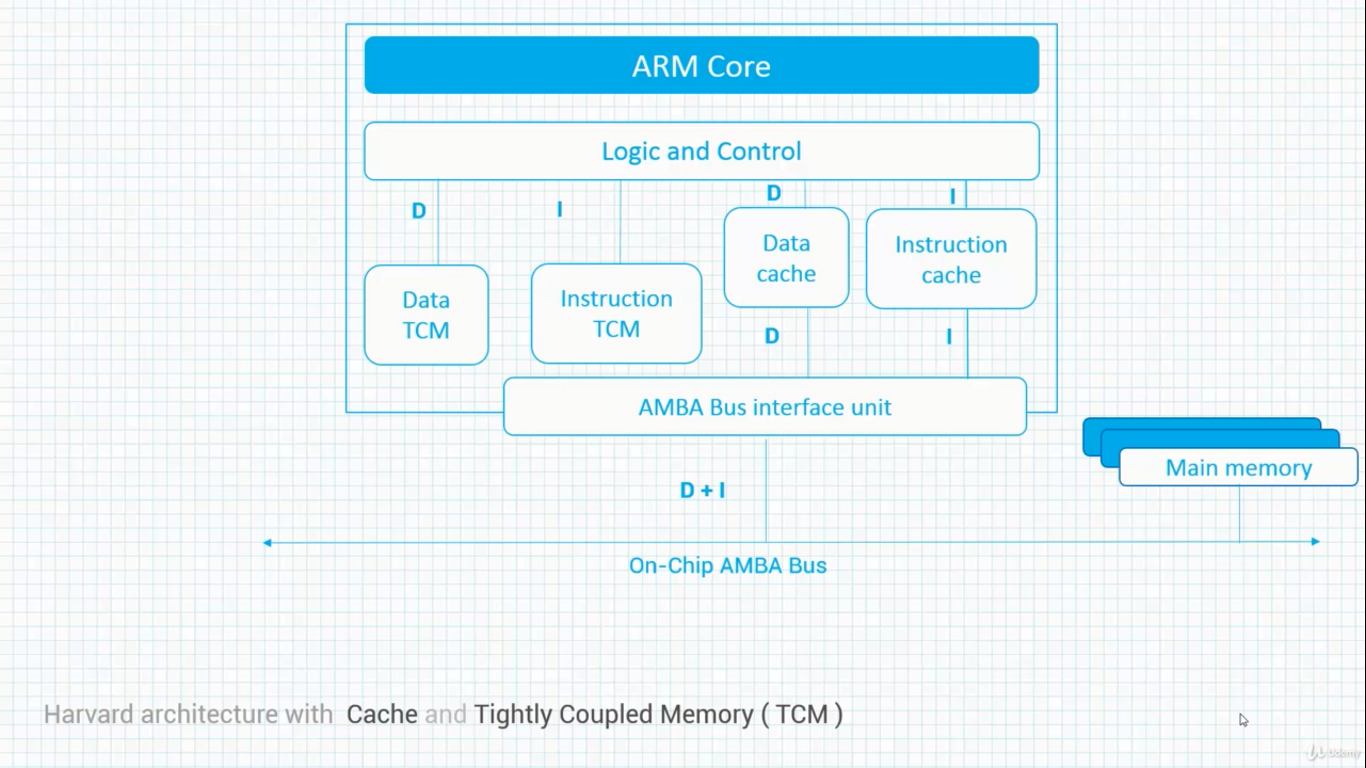 ARM Core
Logic and Control
D
I
D
I
Data
cache
Instruction
cache
Data
TCM
Instruction
TCM
D
I
AMBA Bus interface unit
Main memory
D + I
On-Chip AMBA Bus
Harvard architecture with Cache and Tightly Coupled Memory ( TCM )
Udemy